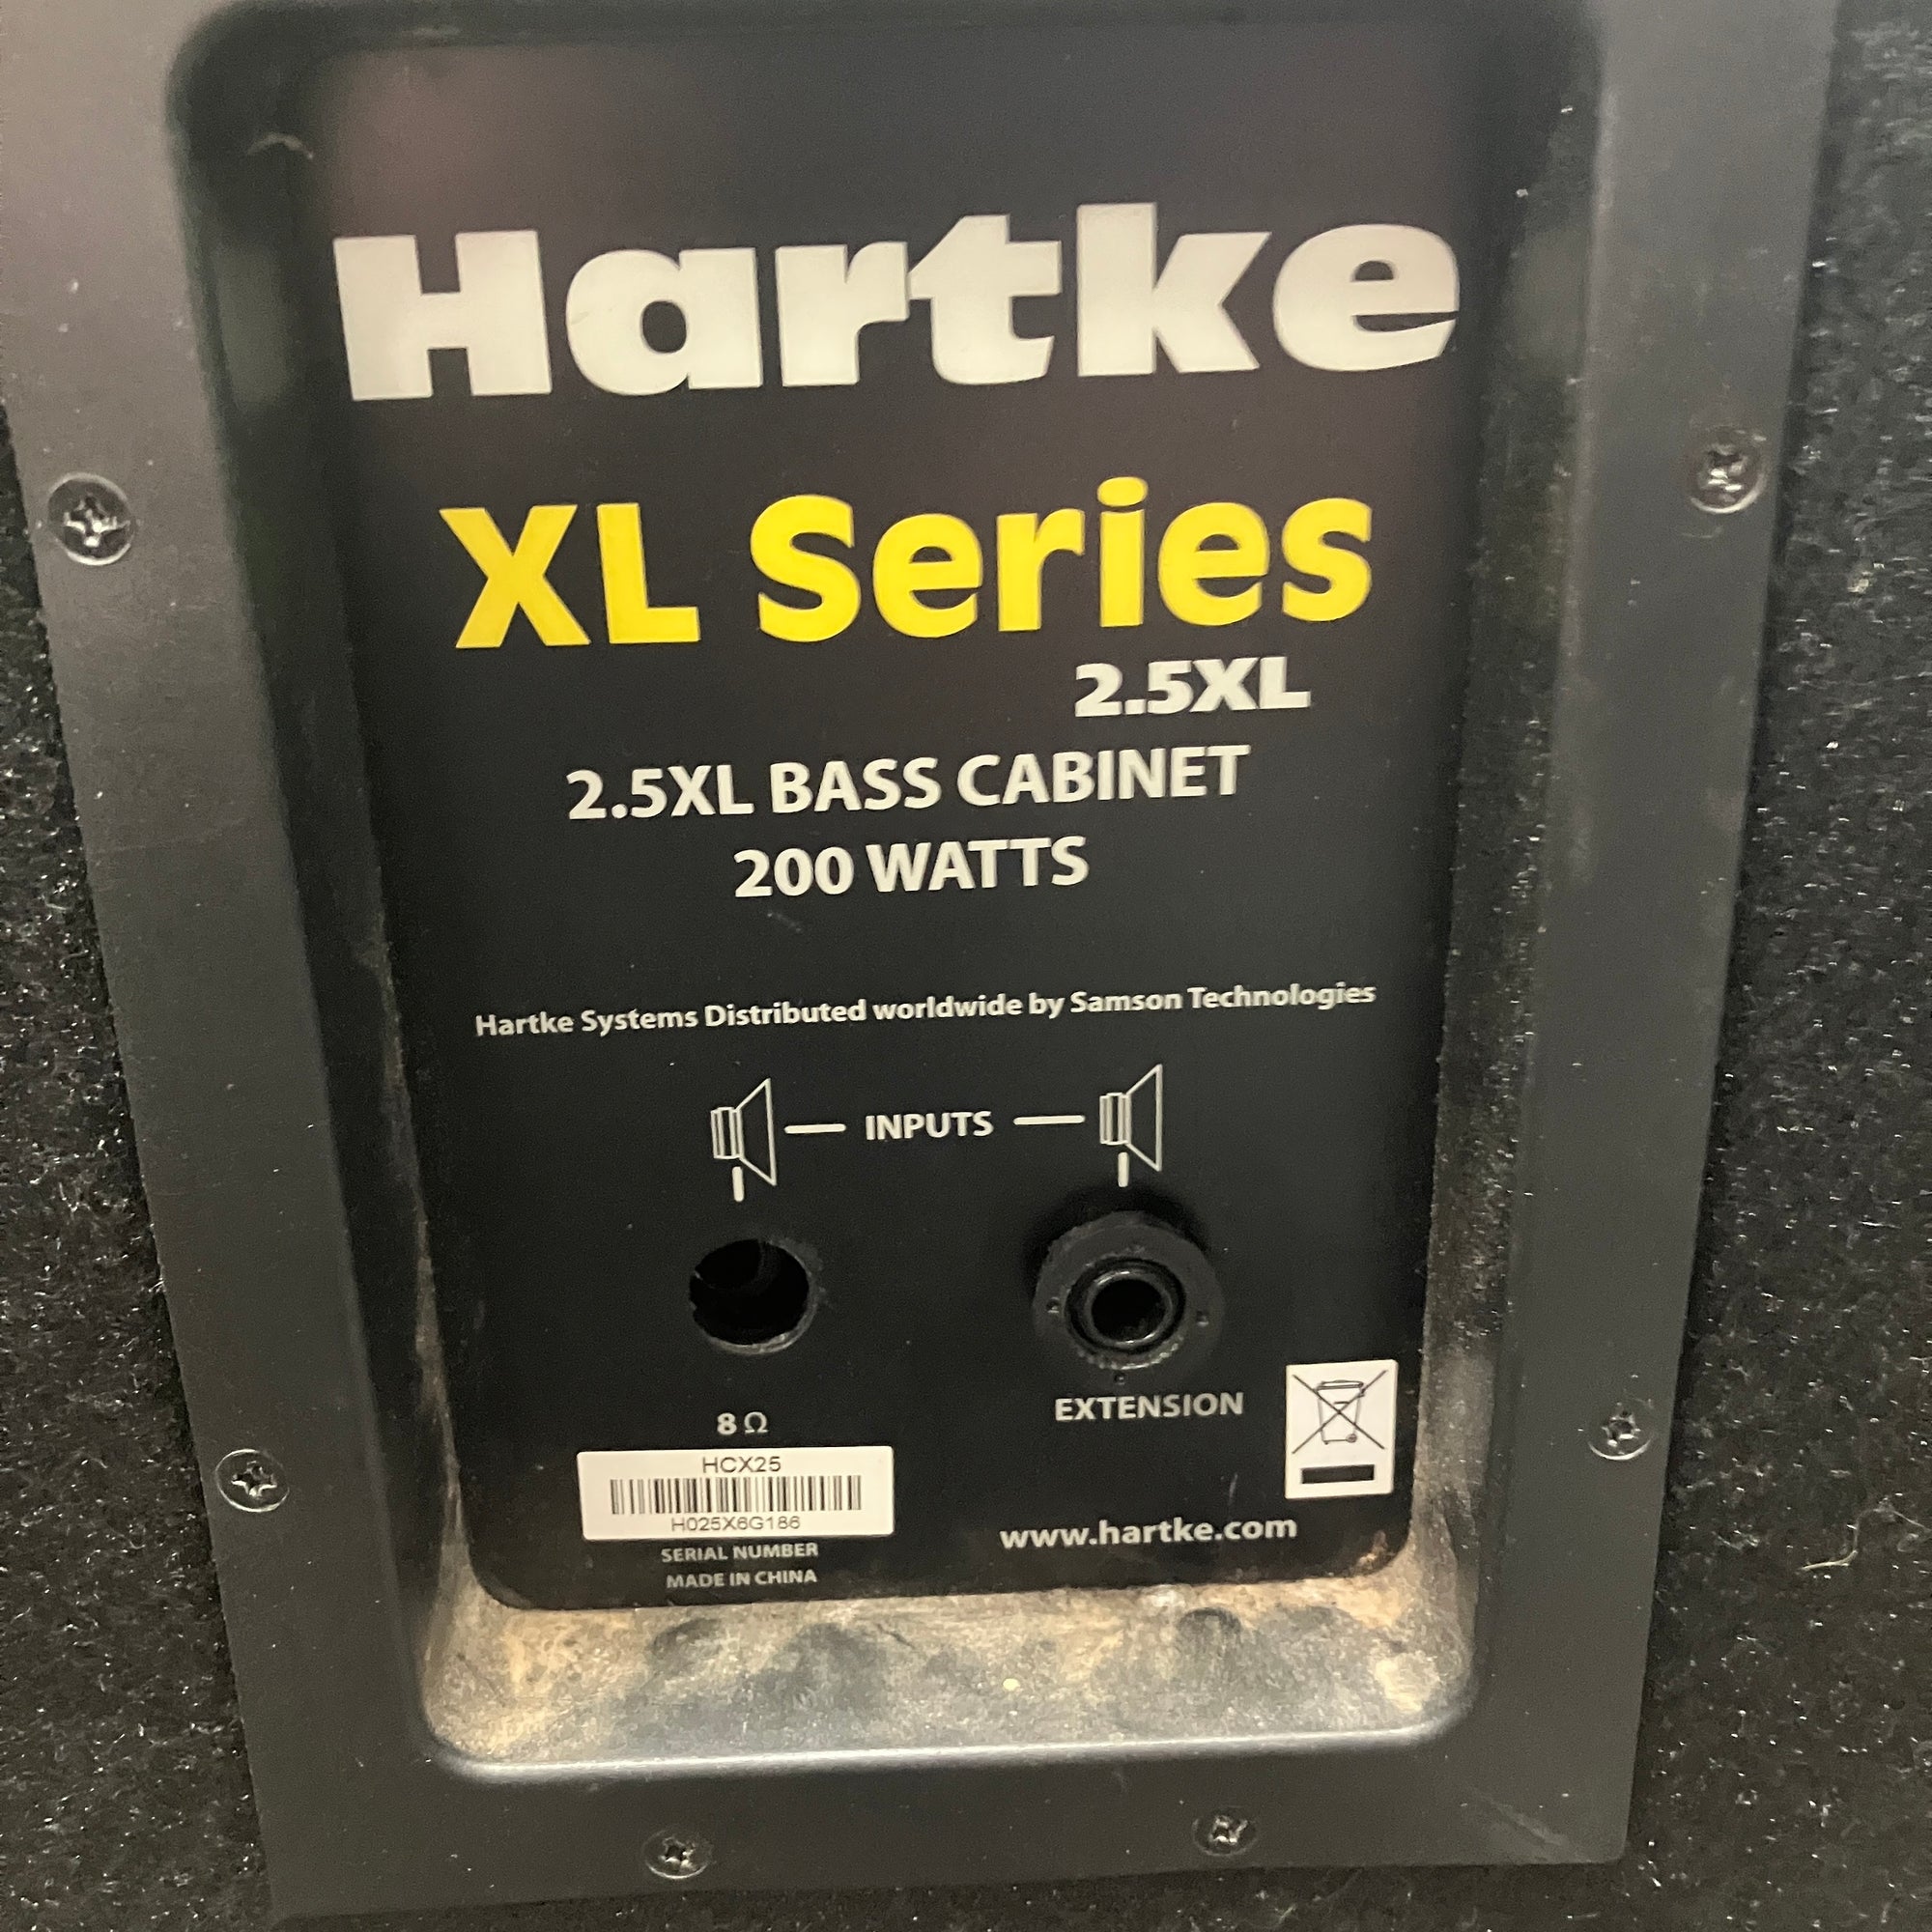 Hartke
XL Series
2.5XL
2.5XL BASS CABINET
200 WATTS
Hartke Systems Distributed worldwide by Samson Technologies
INPUTS
8 Ω
EXTENSION
HCX25
H025X6G186
SERIAL NUMBER
MADE IN CHINA
www.hartke.com